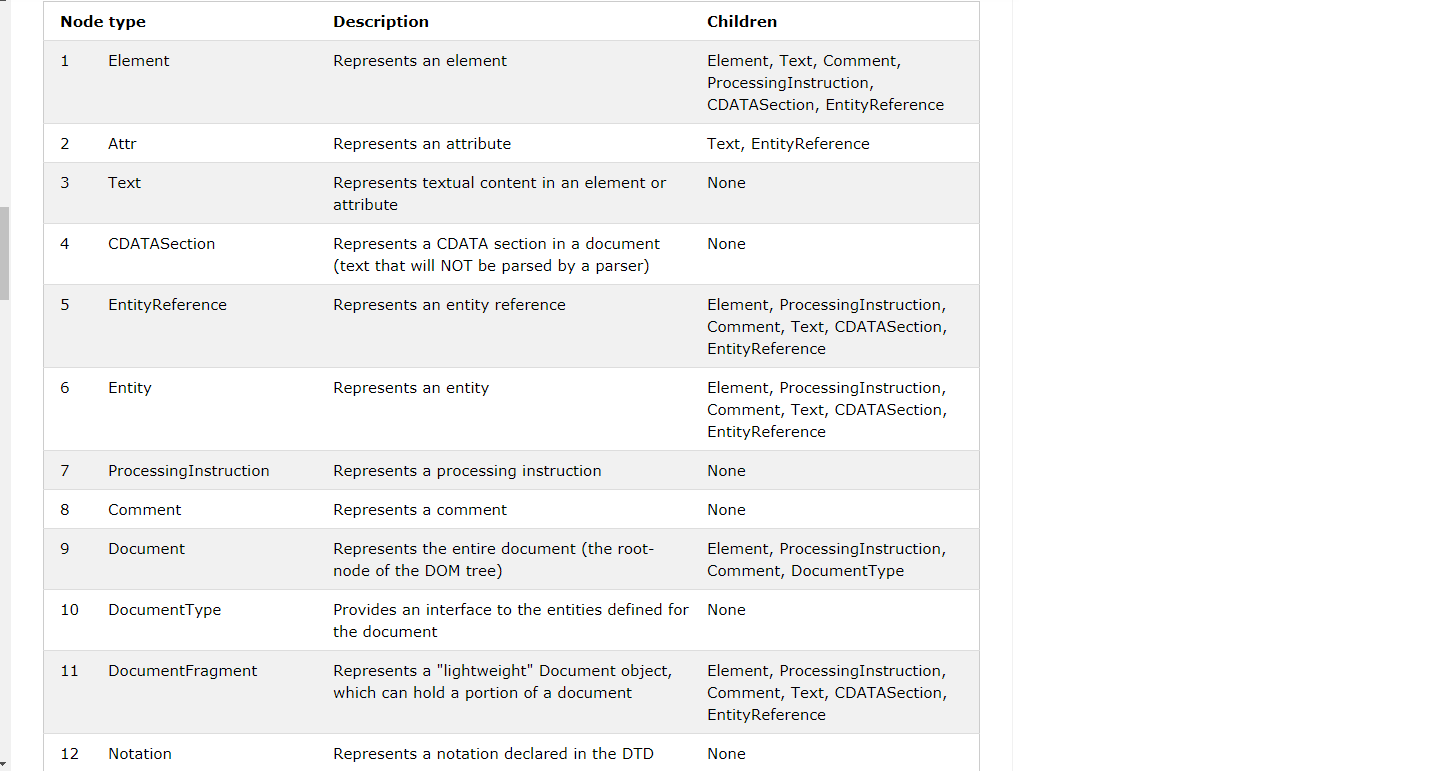 Node type Description Children
1 Element Represents an element Element, Text, Comment,
ProcessingInstruction,
CDATASection, EntityReference
2 Attr Represents an attribute Text, EntityReference
3 Text Represents textual content in an element or None
attribute
4 CDATASection Represents a CDATA section in a document None
(text that will NOT be parsed by a parser)
5 EntityReference Represents an entity reference Element, ProcessingInstruction,
Comment, Text, CDATASection,
EntityReference
6 Entity Represents an entity Element, ProcessingInstruction,
Comment, Text, CDATASection,
EntityReference
7 ProcessingInstruction Represents a processing instruction None
8 Comment Represents a comment None
9 Document Represents the entire document (the root- Element, ProcessingInstruction,
node of the DOM tree) Comment, DocumentType
10 DocumentType Provides an interface to the entities defined for None
the document
11 DocumentFragment Represents a "lightweight" Document object, Element, ProcessingInstruction,
which can hold a portion of a document Comment, Text, CDATASection,
EntityReference
12 Notation Represents a notation declared in the DTD None